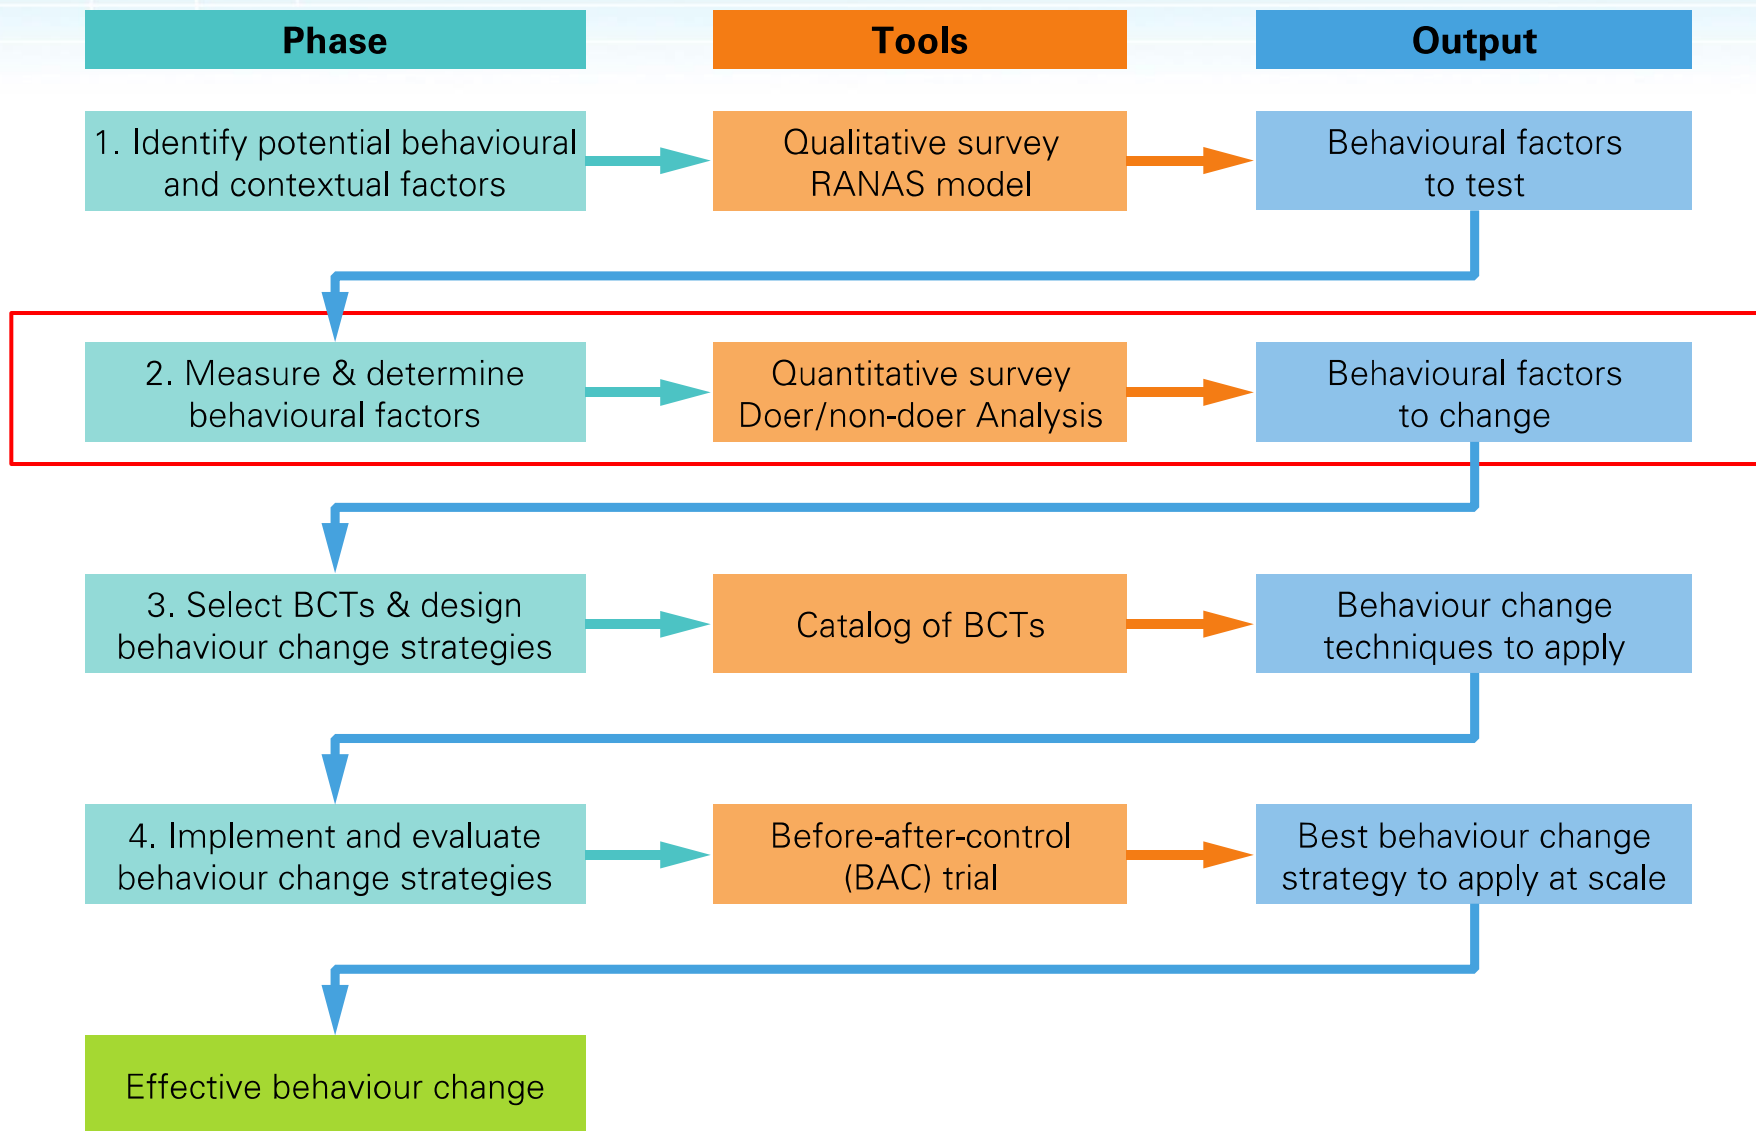 Phase
Tools
Output
1. Identify potential behavioural
and contextual factors
Qualitative survey
RANAS model
Behavioural factors
to test
2. Measure & determine
behavioural factors
Quantitative survey
Doer/non-doer Analysis
Behavioural factors
to change
3. Select BCTs & design
behaviour change strategies
Catalog of BCTs
Behaviour change
techniques to apply
4. Implement and evaluate
behaviour change strategies
Before-after-control
(BAC) trial
Best behaviour change
strategy to apply at scale
Effective behaviour change